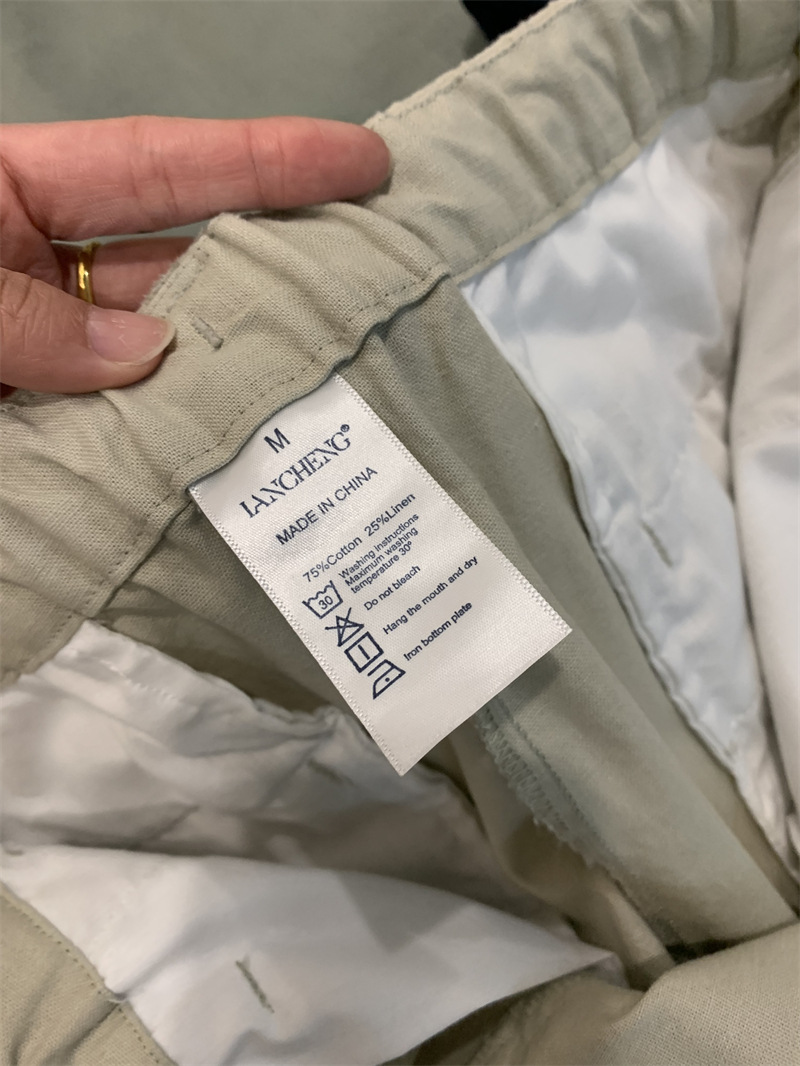 M
LANCHENG®
MADE IN CHINA
75%Cotton 25%Linen
Washing instructions
Maximum washing
temperature 30°
30
Do not bleach
Hang the mouth and dry
Iron bottom plate